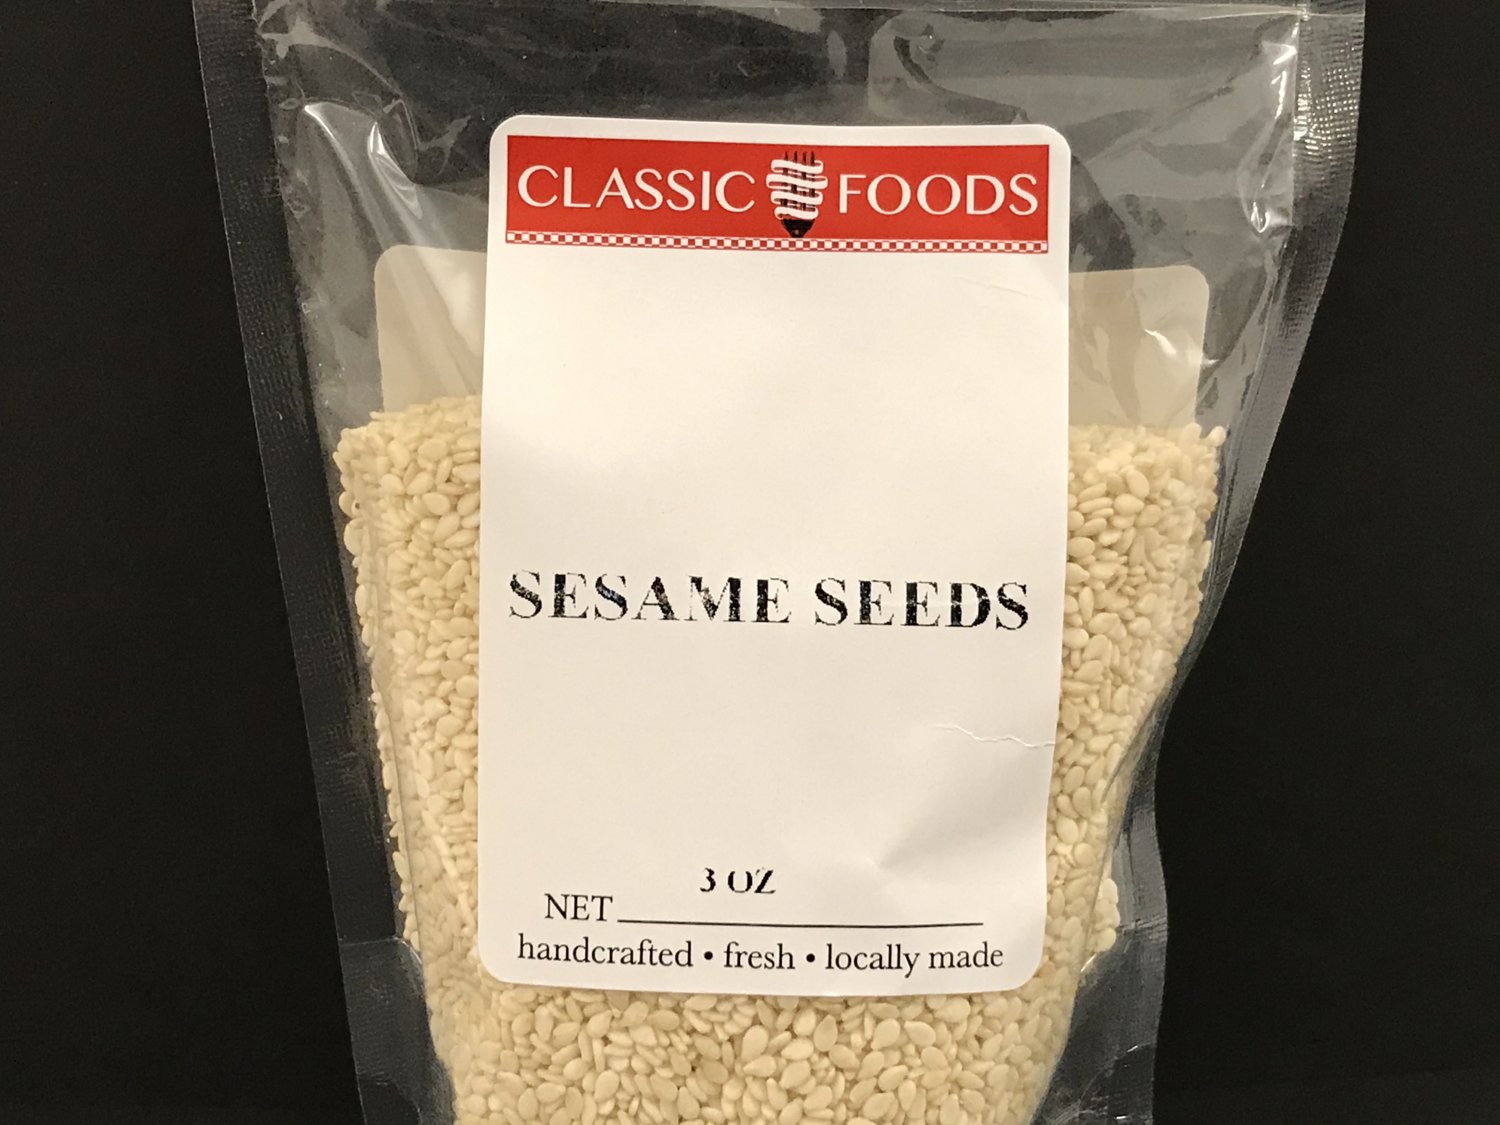 CLASSIC FOODS
SESAME SEEDS
3 OZ
NET
handcrafted • fresh • locally made